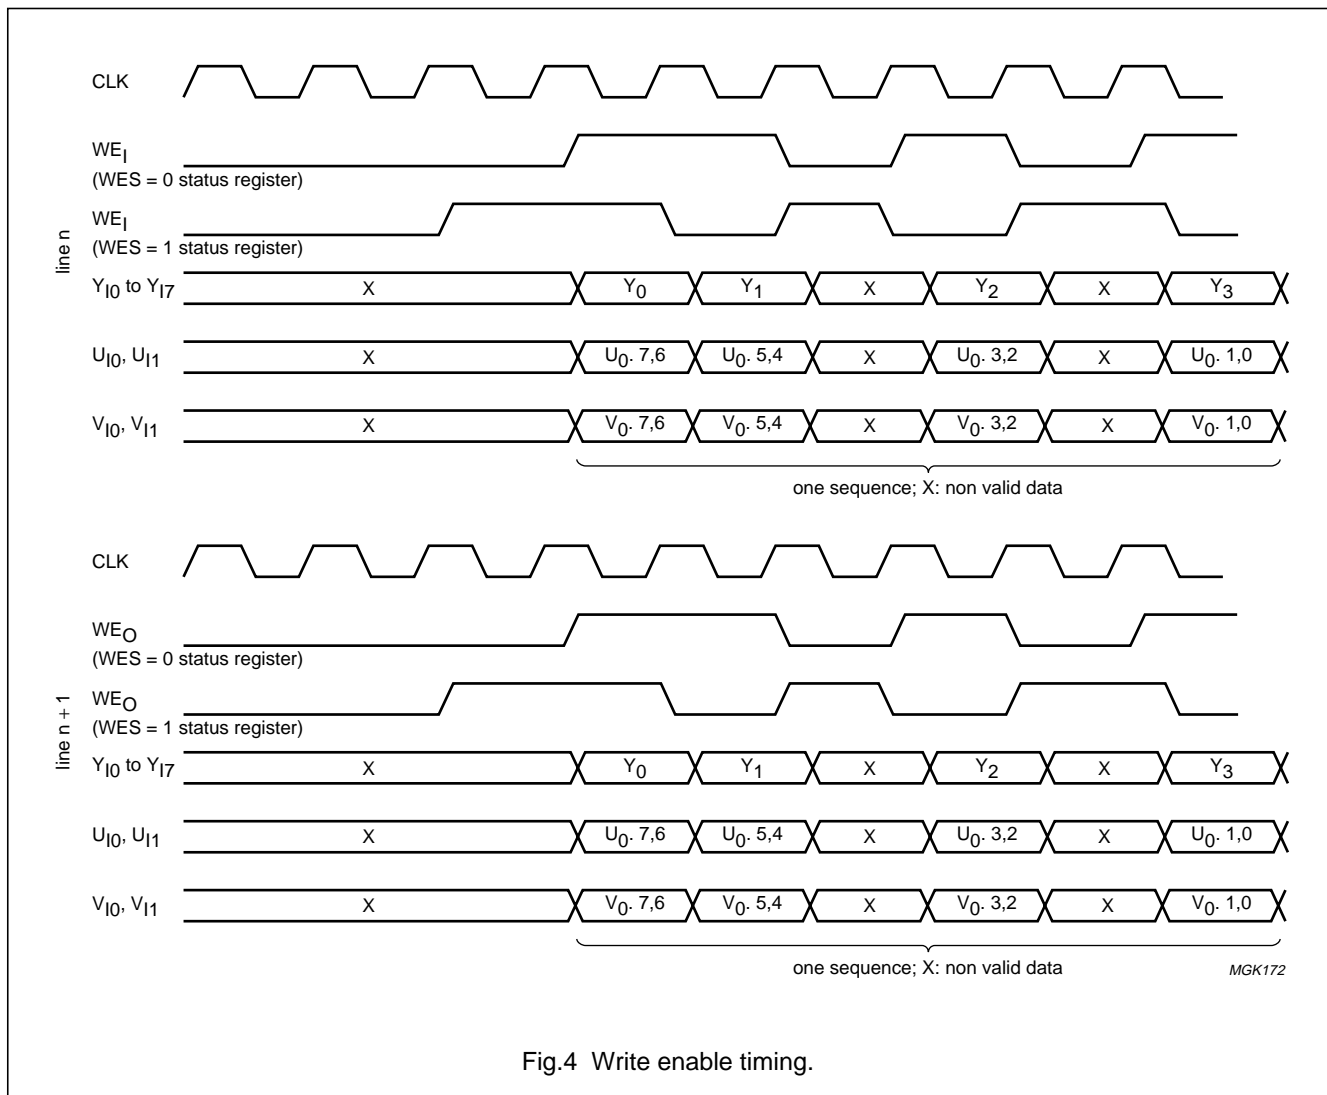 CLK
WEI
(WES = 0 status register)
WEI
(WES = 1 status register)
line n
YI0 to YI7 X Y0 Y1 X Y2 X Y3
UI0, UI1 X U0. 7,6 U0. 5,4 X U0. 3,2 X U0. 1,0
VI0, VI1 X V0. 7,6 V0. 5,4 X V0. 3,2 X V0. 1,0
one sequence; X: non valid data
CLK
WEO
(WES = 0 status register)
WEO
(WES = 1 status register)
line n + 1
YI0 to YI7 X Y0 Y1 X Y2 X Y3
UI0, UI1 X U0. 7,6 U0. 5,4 X U0. 3,2 X U0. 1,0
VI0, VI1 X V0. 7,6 V0. 5,4 X V0. 3,2 X V0. 1,0
one sequence; X: non valid data
MGK172
Fig.4 Write enable timing.